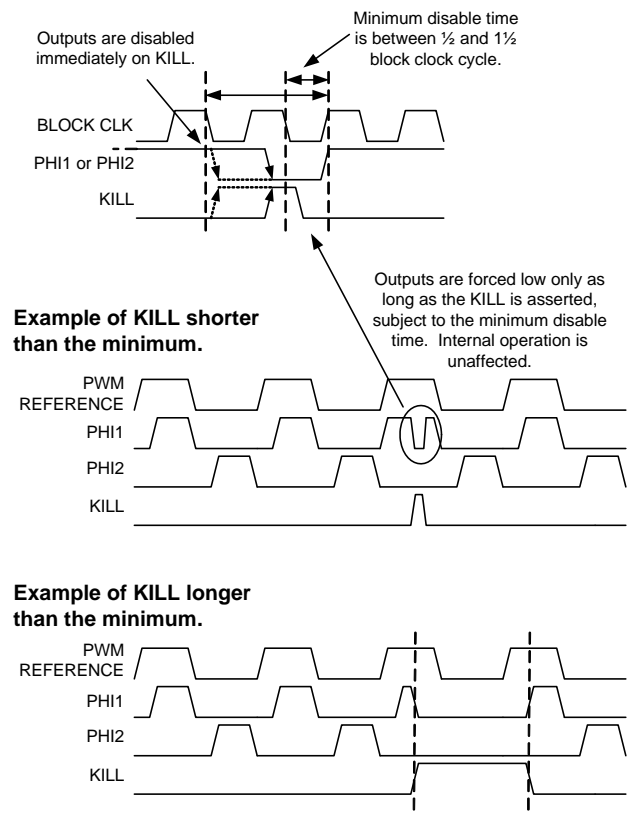 Minimum disable time
is between ½ and 1½
block clock cycle.
Outputs are disabled
immediately on KILL.
BLOCK CLK
PHI1 or PHI2
KILL
Outputs are forced low only as
long as the KILL is asserted,
subject to the minimum disable
time. Internal operation is
unaffected.
Example of KILL shorter
than the minimum.
PWM
REFERENCE
PHI1
PHI2
KILL
Example of KILL longer
than the minimum.
PWM
REFERENCE
PHI1
PHI2
KILL